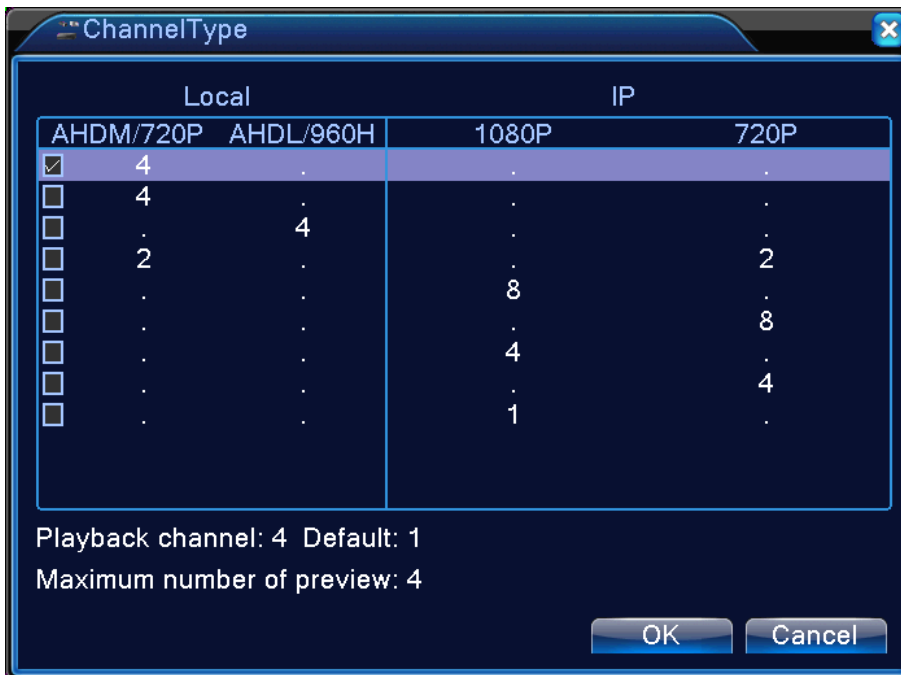 ChannelType
Local IP
AHDM/720P AHDL/960H 1080P 720P
4 . . .
4 . . .
. 4 . .
2 . . 2
. . 8 .
. . . 8
. . 4 .
. . . 4
. . 1 .
Playback channel: 4 Default: 1
Maximum number of preview: 4
OK Cancel